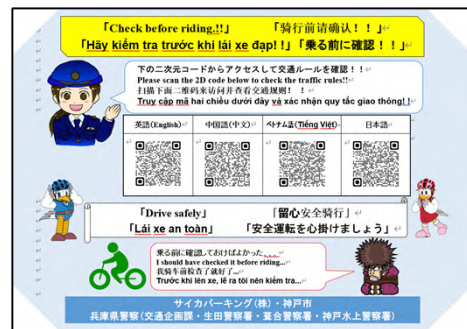 「Check before riding.!!」　「骑行前请确认！！」
「Hãy kiểm tra trước khi lái xe đạp!!」「乗る前に確認！！」
下の二次元コードからアクセスして交通ルールを確認！！
Please scan the 2D code below to check the traffic rules!!
扫描下面二维码来访问并查看交通规则！！
Truy cập mã hai chiều dưới đây và xác nhận quy tắc giao thông!!
英語(English)　中国語(中文)　ベトナム語(Tiếng Việt)　日本語
「Drive safely」　「留心安全骑行」
「Lái xe an toàn」　「安全運転を心掛けましょう」
乗る前に確認しておけばよかった....
I should have checked it before riding...
我骑车前检查了就好了...
Trước khi lên xe, lẽ ra tôi nên kiểm tra...
サイカパーキング(株)・神戸市
兵庫県警察(交通企画課・生田警察署・葺合警察署・神戸水上警察署)